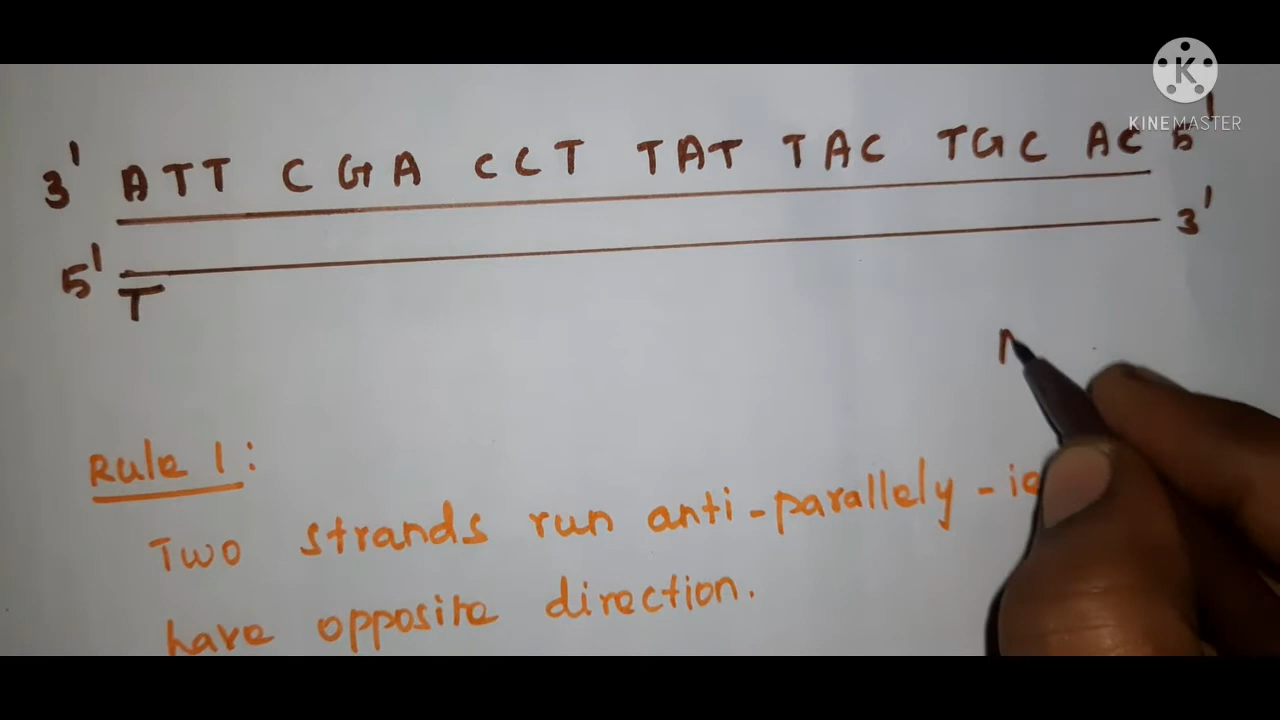 KINEMASTER
3' ATT CGA CCT TAT TAC TGC AC 5'
5' 3'
T
Rule 1:
Two strands run anti-parallely - ie
have opposite direction.